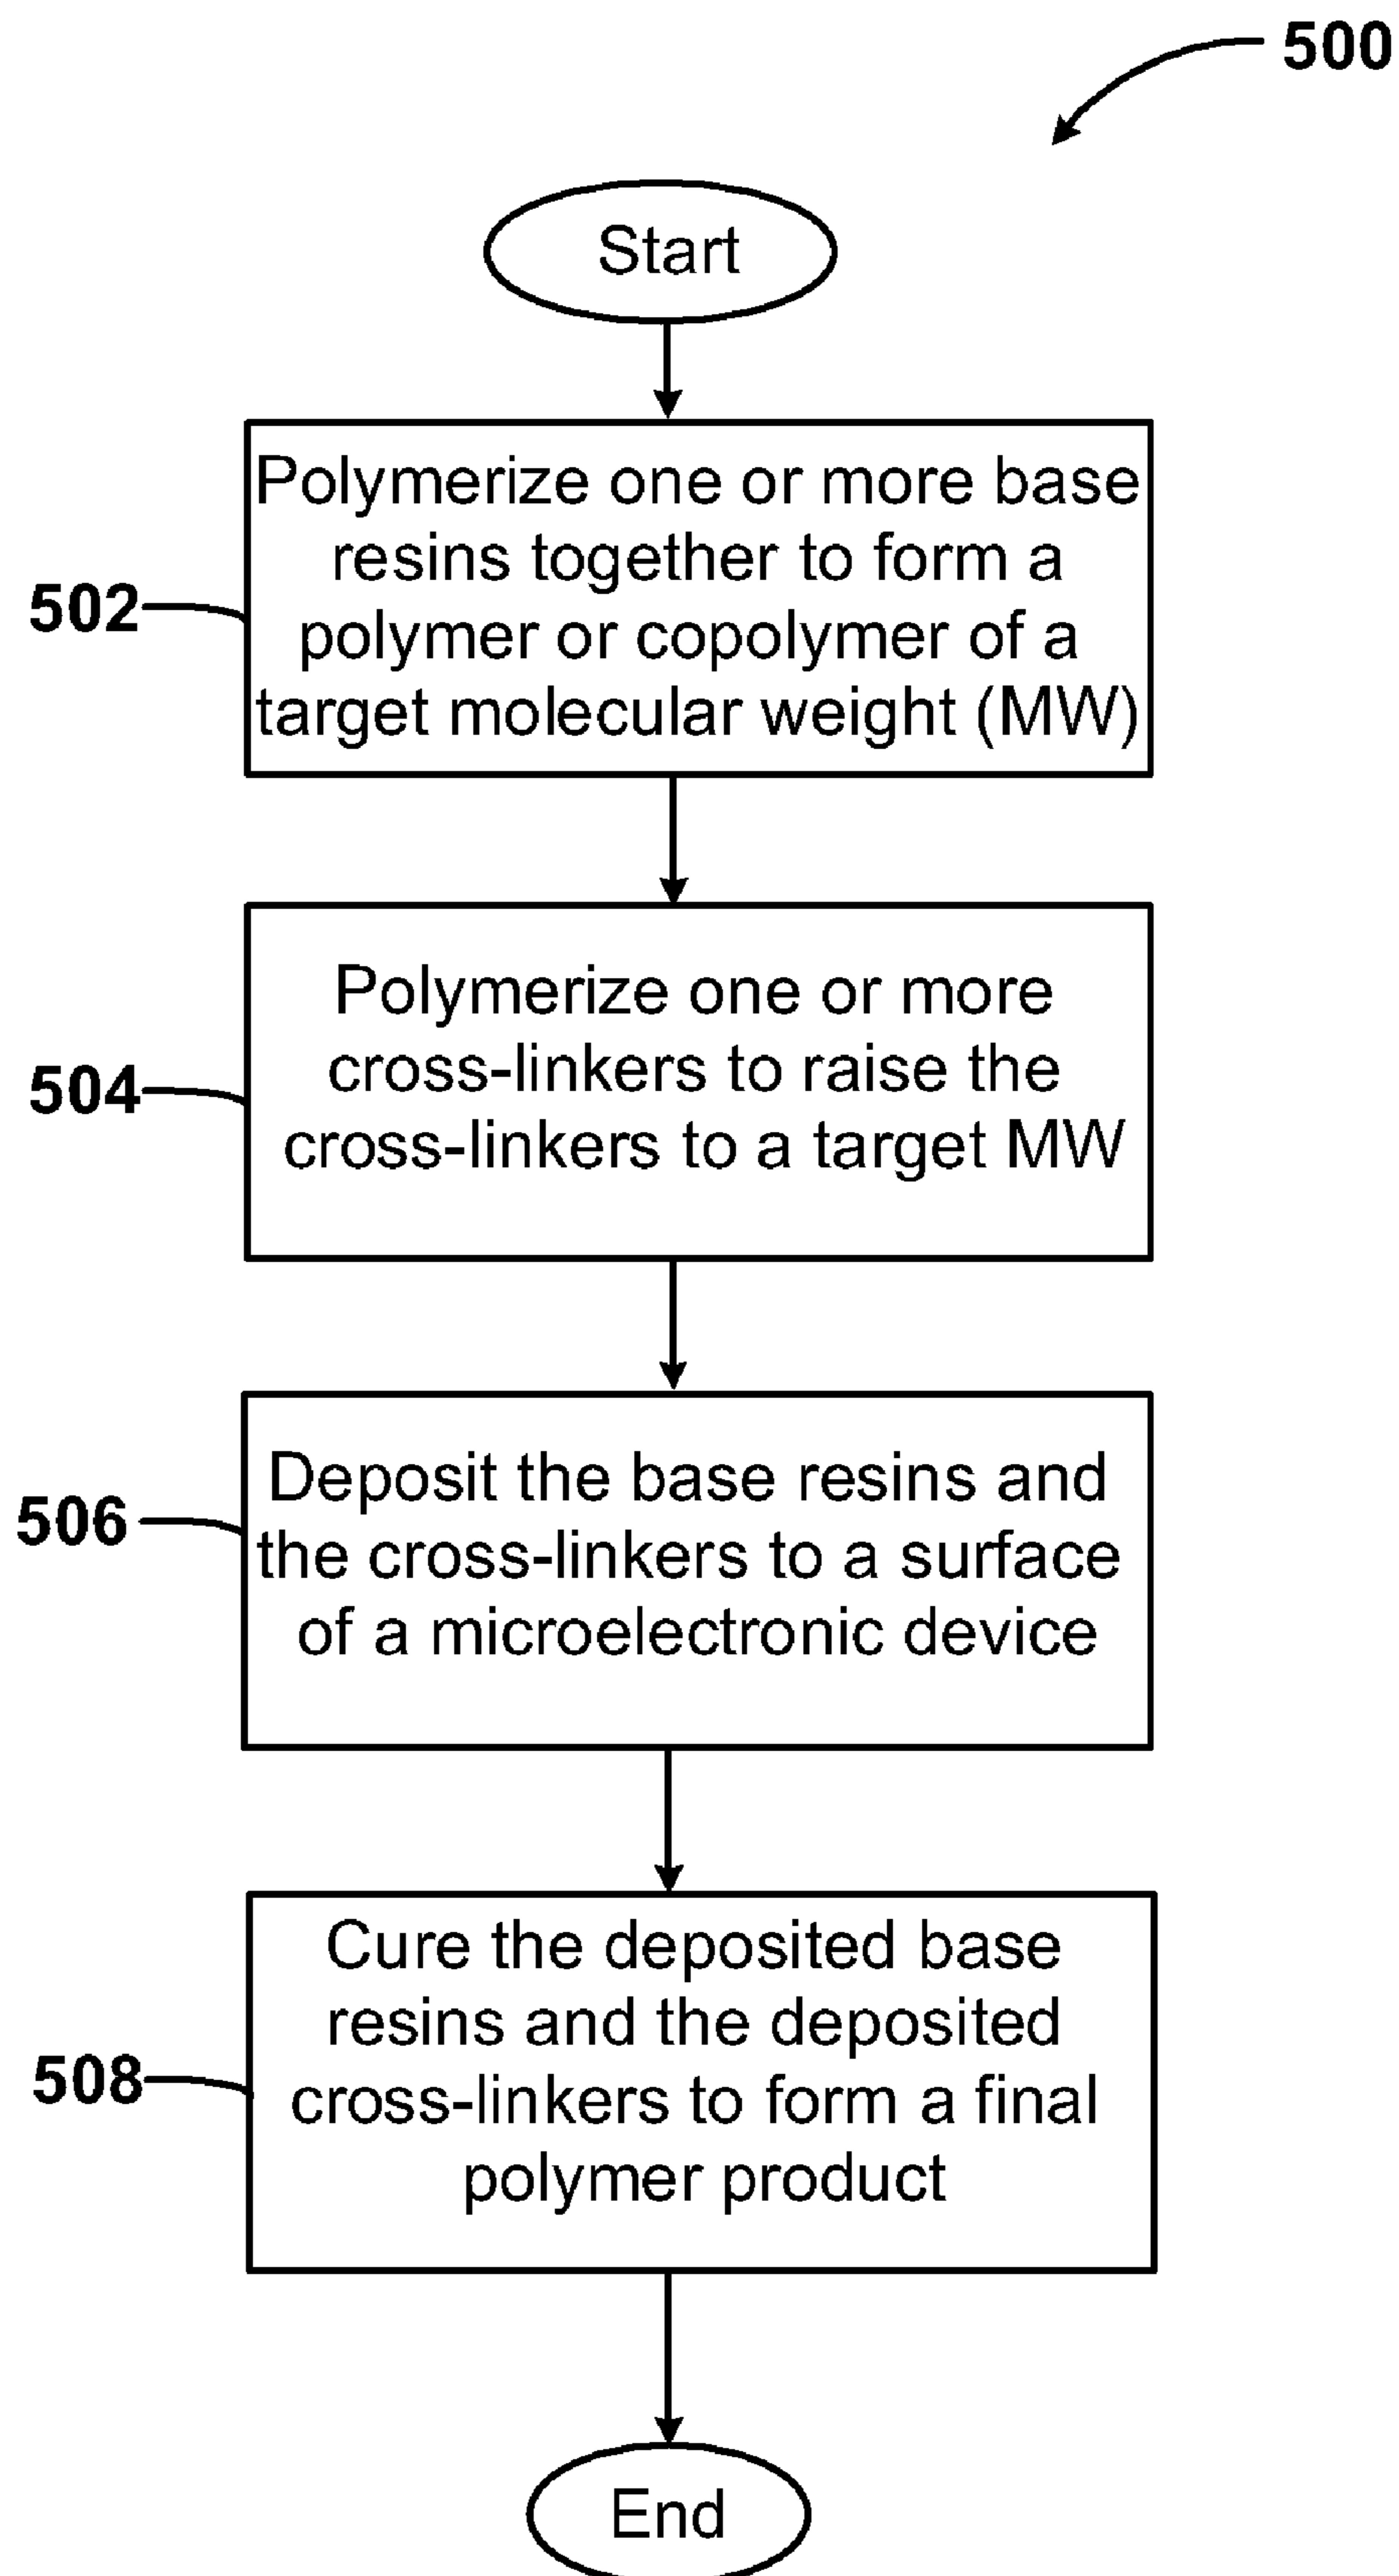 500
Start
Polymerize one or more base
resins together to form a
polymer or copolymer of a
target molecular weight (MW)
502
Polymerize one or more
cross-linkers to raise the
cross-linkers to a target MW
504
Deposit the base resins and
the cross-linkers to a surface
of a microelectronic device
506
Cure the deposited base
resins and the deposited
cross-linkers to form a final
polymer product
508
End